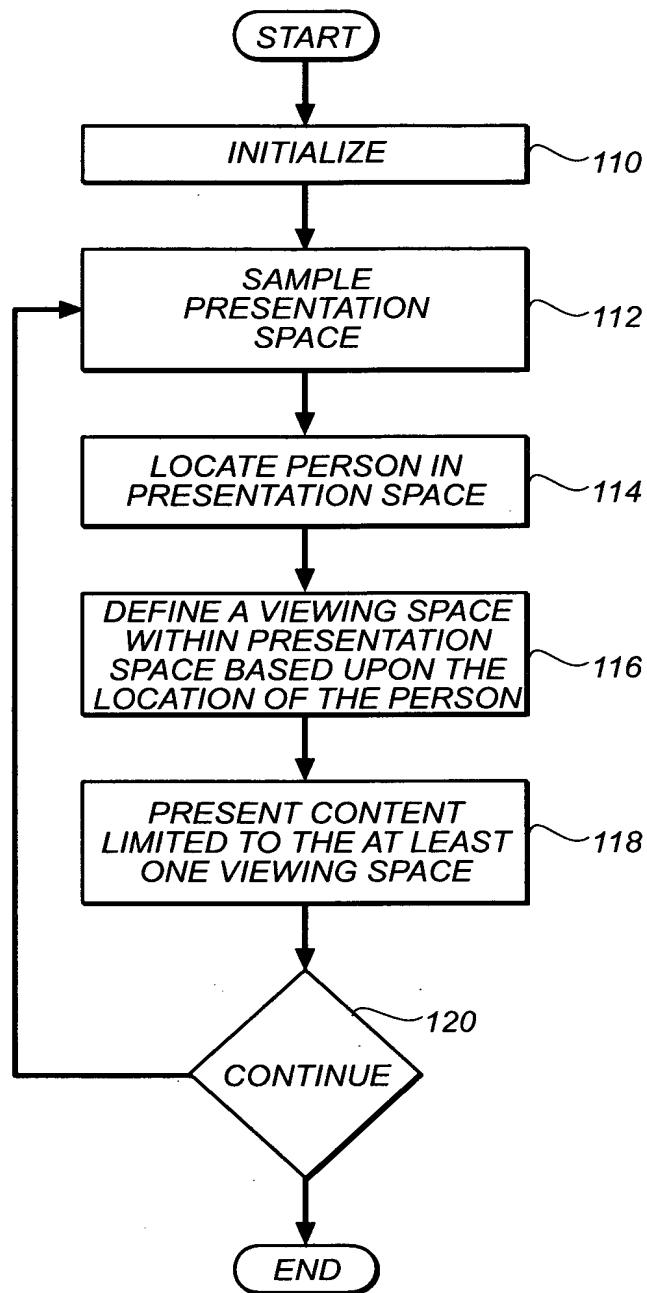 START
INITIALIZE
110
SAMPLE
PRESENTATION
SPACE
112
LOCATE PERSON IN
PRESENTATION SPACE
114
DEFINE A VIEWING SPACE
WITHIN PRESENTATION
SPACE BASED UPON THE
LOCATION OF THE PERSON
116
PRESENT CONTENT
LIMITED TO THE AT LEAST
ONE VIEWING SPACE
118
120
CONTINUE
END